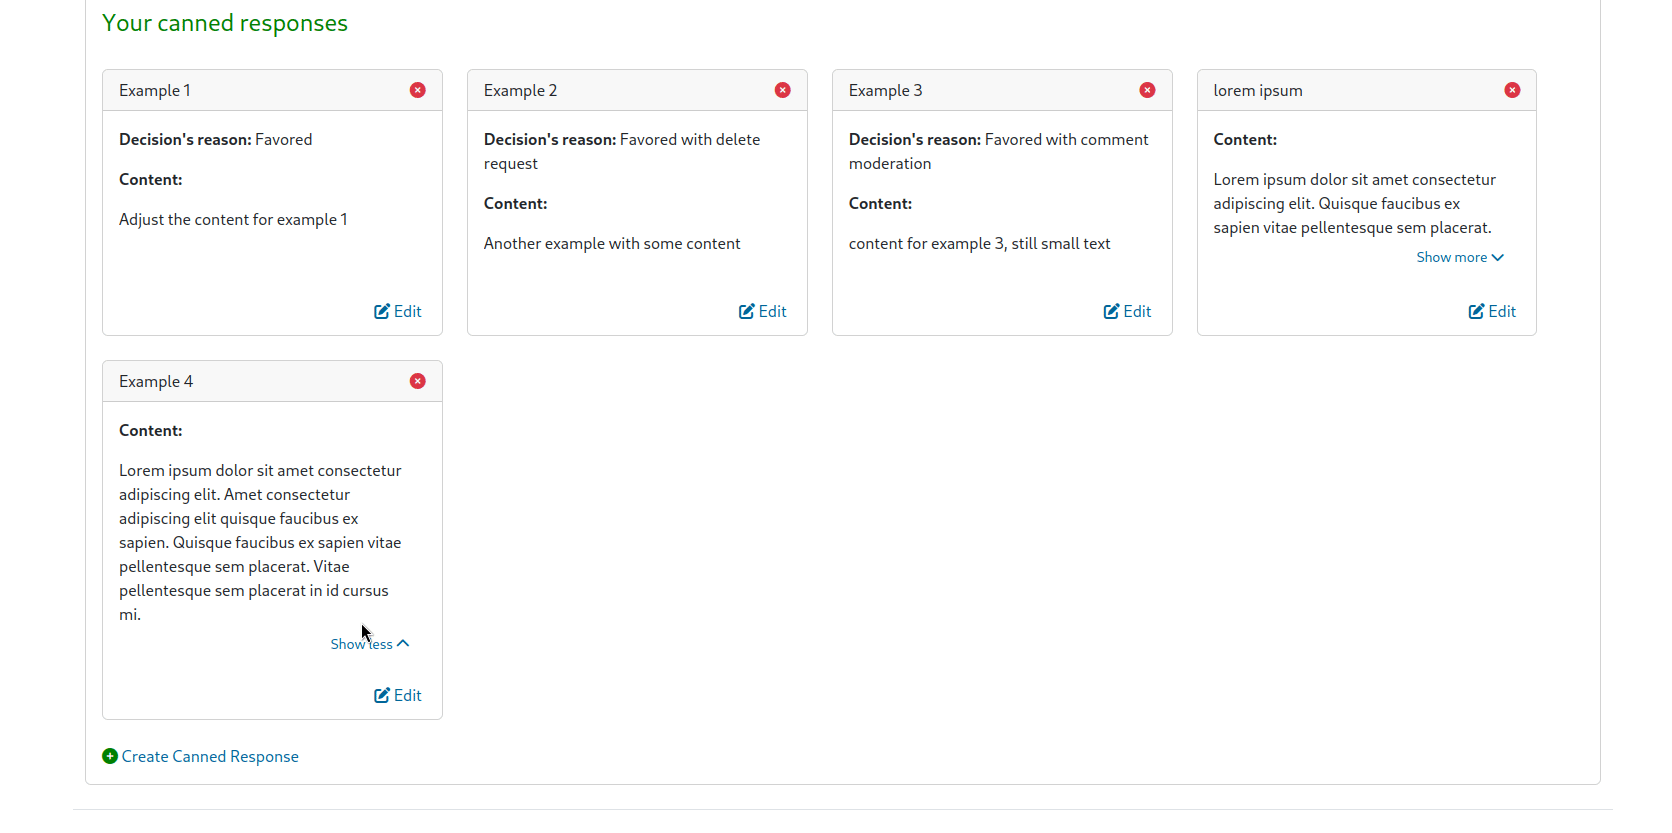 Your canned responses
Example 1
Decision's reason: Favored
Content:
Adjust the content for example 1
Edit
Example 2
Decision's reason: Favored with delete
request
Content:
Another example with some content
Edit
Example 3
Decision's reason: Favored with comment
moderation
Content:
content for example 3, still small text
Edit
lorem ipsum
Content:
Lorem ipsum dolor sit amet consectetur
adipiscing elit. Quisque faucibus ex
sapien vitae pellentesque sem placerat.
Show more
Edit
Example 4
Content:
Lorem ipsum dolor sit amet consectetur
adipiscing elit. Amet consectetur
adipiscing elit quisque faucibus ex
sapien. Quisque faucibus ex sapien vitae
pellentesque sem placerat. Vitae
pellentesque sem placerat in id cursus
mi.
Show less
Edit
Create Canned Response